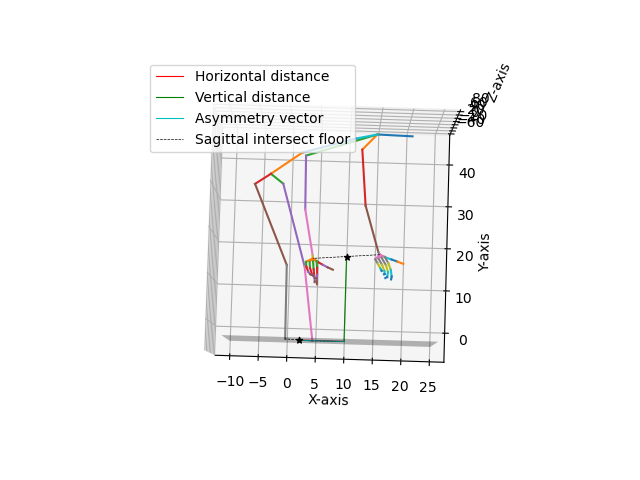 Horizontal distance
Vertical distance
Asymmetry vector
Sagittal intersect floor
Z-axis
40
30
20
10
0
Y-axis
−10 −5 0 5 10 15 20 25
X-axis